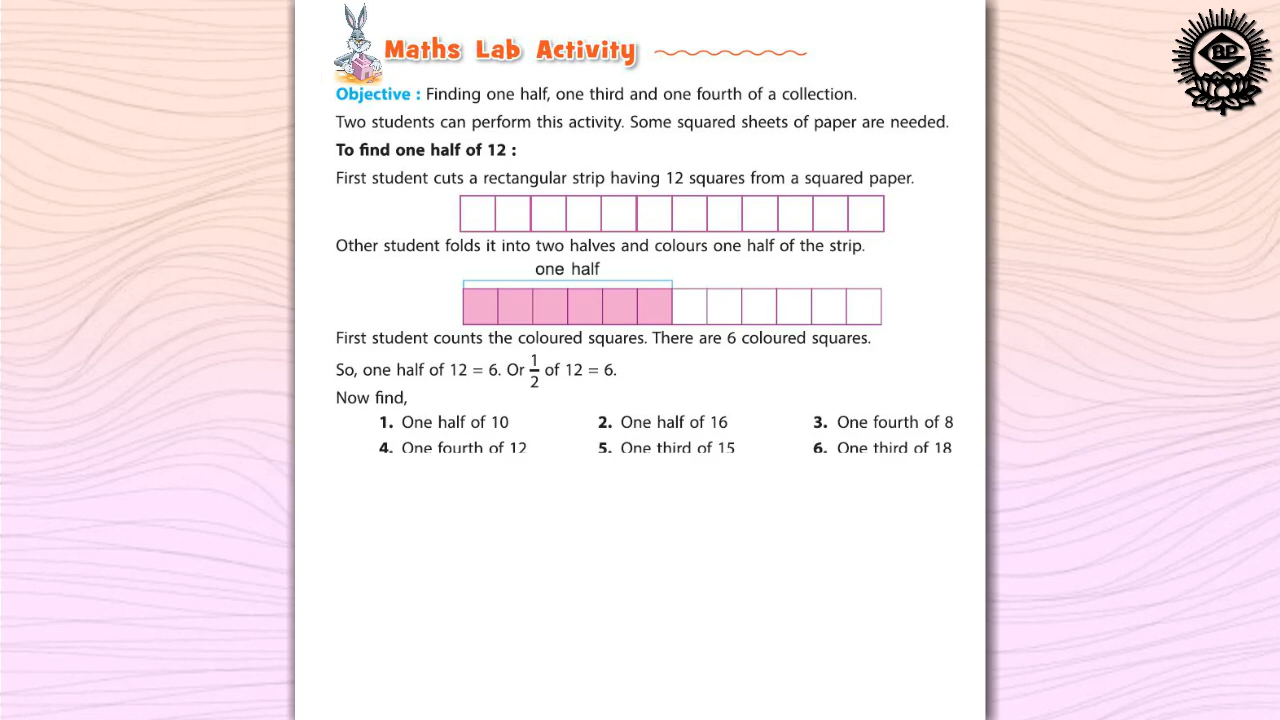 BP
Maths Lab Activity
Objective : Finding one half, one third and one fourth of a collection.
Two students can perform this activity. Some squared sheets of paper are needed.
To find one half of 12 :
First student cuts a rectangular strip having 12 squares from a squared paper.
Other student folds it into two halves and colours one half of the strip.
one half
First student counts the coloured squares. There are 6 coloured squares.
So, one half of 12 = 6. Or 1/2 of 12 = 6.
Now find,
1. One half of 10 2. One half of 16 3. One fourth of 8
4. One fourth of 12 5. One third of 15 6. One third of 18